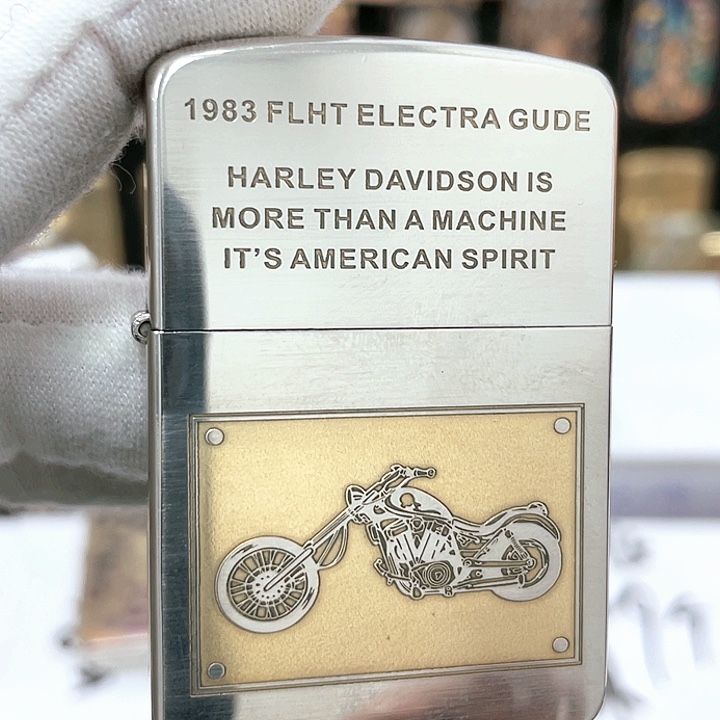 1983 FLHT ELECTRA GUDE
HARLEY DAVIDSON IS
MORE THAN A MACHINE
IT'S AMERICAN SPIRIT